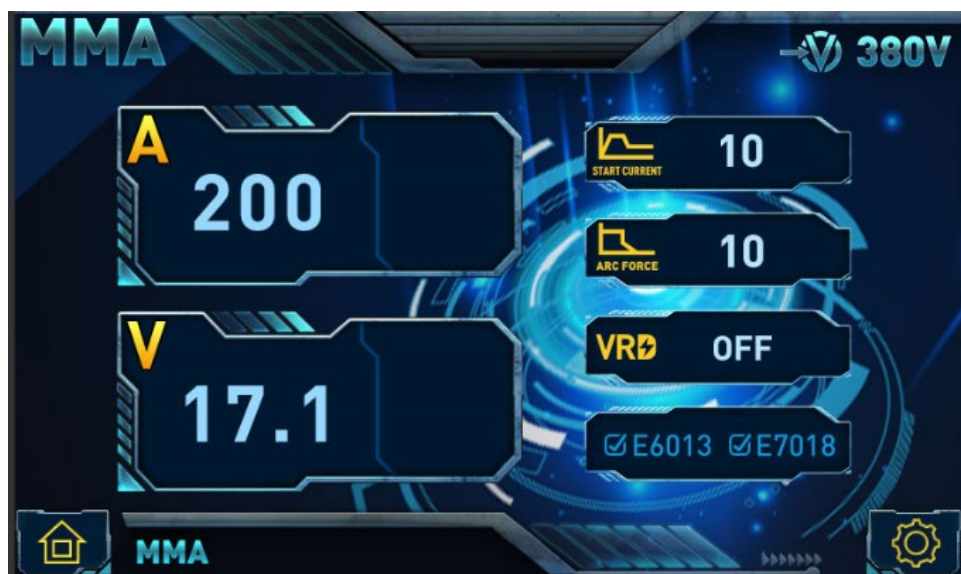 MMA
380V
A
200
V
17.1
START CURRENT
10
ARC FORCE
10
VRD
OFF
E6013 E7018
MMA